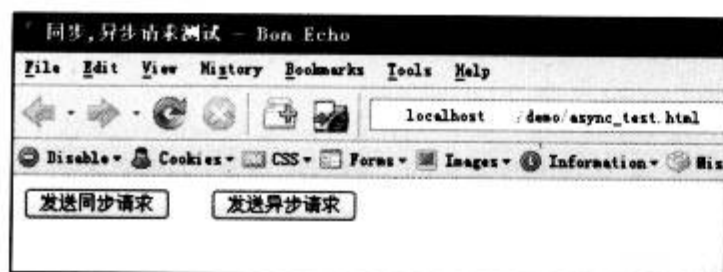 同步,异步请求测试 - Bon Echo
File Edit View History Bookmarks Tools Help
localhost /demo/async_test.html
Disable Cookies CSS Forms Images Information Mis
发送同步请求 发送异步请求